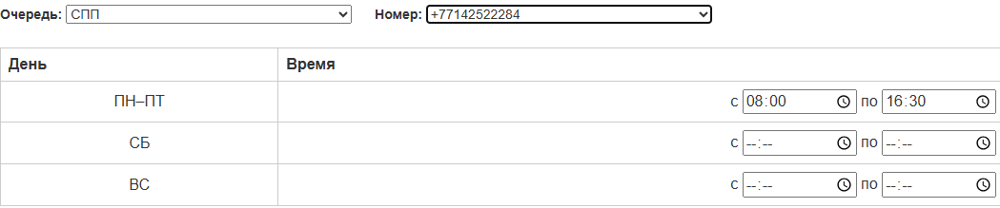 Очередь: СПП Номер: +77142522284
День Время
ПН–ПТ с 08:00 по 16:30
СБ с --:-- по --:--
ВС с --:-- по --:--